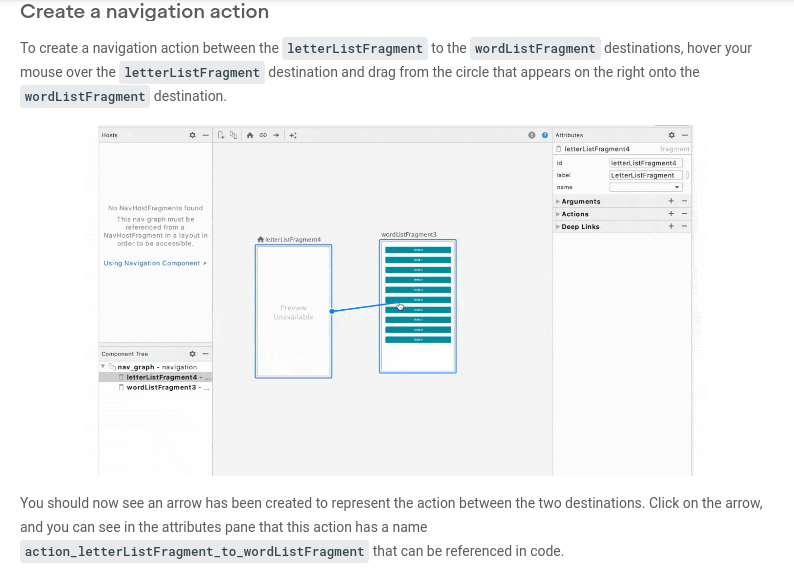 Create a navigation action
To create a navigation action between the letterListFragment to the wordListFragment destinations, hover your
mouse over the letterListFragment destination and drag from the circle that appears on the right onto the
wordListFragment destination.
Hosts
Attributes
letterListFragment4 fragment
id letterListFragment4
label LetterListFragment
name
Arguments
Actions
Deep Links
No NavHostFragments found
This nav graph must be
referenced from a
NavHostFragment in a layout in
order to be accessible.
Using Navigation Component ↗
letterListFragment4
wordListFragment3
Preview
Unavailable
Component Tree
nav_graph - navigation
letterListFragment4 - ...
wordListFragment3 - ...
You should now see an arrow has been created to represent the action between the two destinations. Click on the arrow,
and you can see in the attributes pane that this action has a name
action_letterListFragment_to_wordListFragment that can be referenced in code.